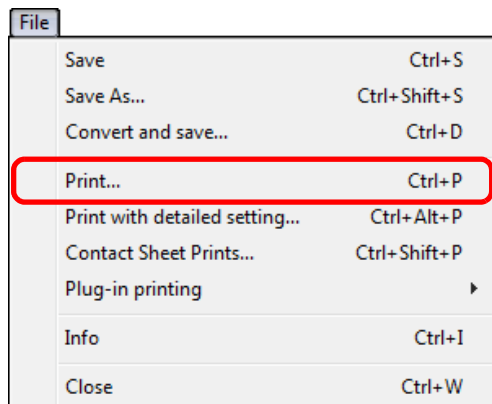 File
Save Ctrl+S
Save As... Ctrl+Shift+S
Convert and save... Ctrl+D
Print... Ctrl+P
Print with detailed setting... Ctrl+Alt+P
Contact Sheet Prints... Ctrl+Shift+P
Plug-in printing
Info Ctrl+I
Close Ctrl+W